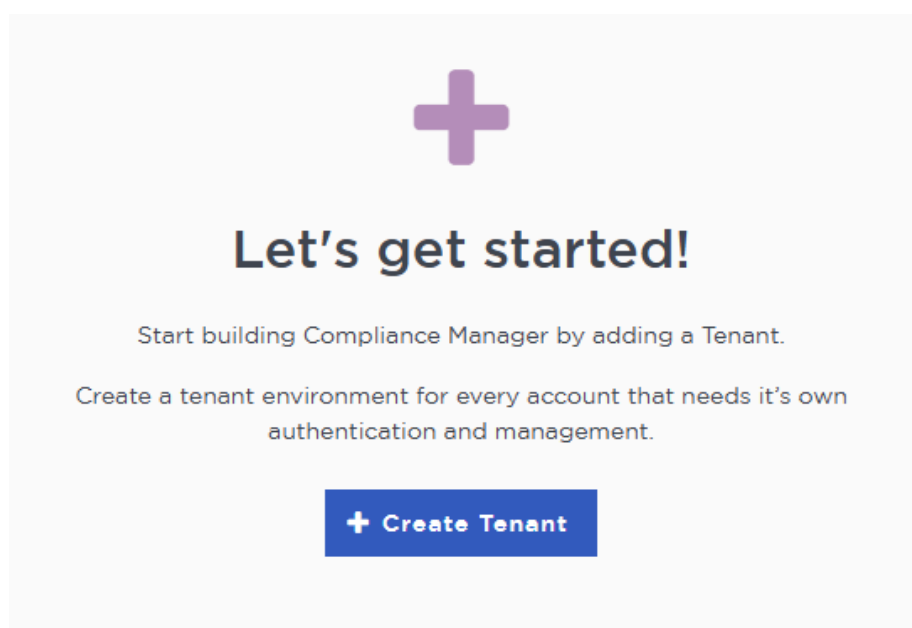 Let's get started!
Start building Compliance Manager by adding a Tenant.
Create a tenant environment for every account that needs it’s own
authentication and management.
Create Tenant